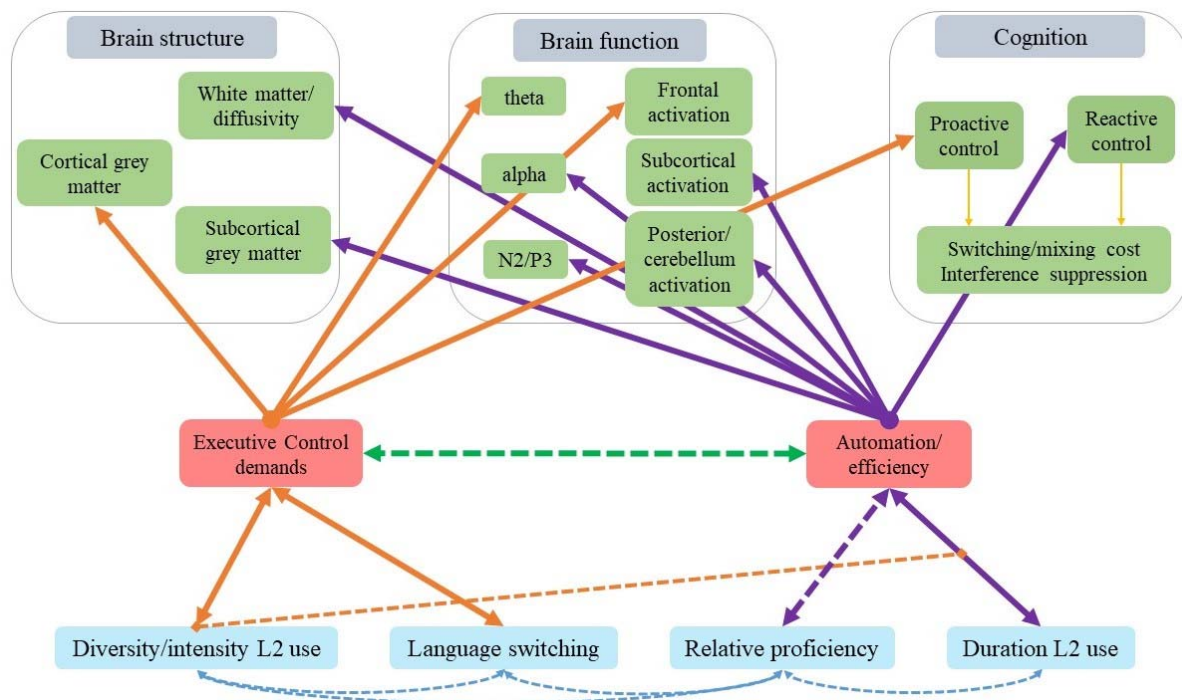 Brain structure
White matter/
diffusivity
Cortical grey
matter
Subcortical
grey matter
Brain function
theta
Frontal
activation
alpha
Subcortical
activation
N2/P3
Posterior/
cerebellum
activation
Cognition
Proactive
control
Reactive
control
Switching/mixing cost
Interference suppression
Executive Control
demands
Automation/
efficiency
Diversity/intensity L2 use
Language switching
Relative proficiency
Duration L2 use